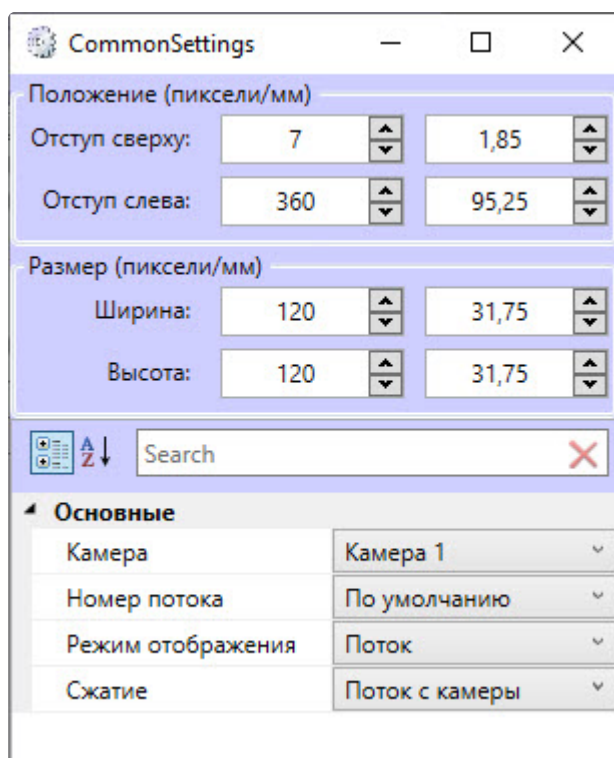 CommonSettings
Положение (пиксели/мм)
Отступ сверху: 7 1,85
Отступ слева: 360 95,25
Размер (пиксели/мм)
Ширина: 120 31,75
Высота: 120 31,75
AZ Search
Основные
Камера Камера 1
Номер потока По умолчанию
Режим отображения Поток
Сжатие Поток с камеры